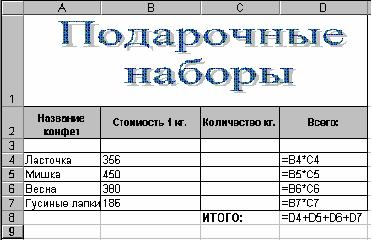 A B C D
1 Подарочные
наборы
2 Название конфет Стоимость 1 кг. Количество кг. Всего:
3
4 Ласточка 356 =B4*C4
5 Мишка 450 =B5*C5
6 Весна 380 =B6*C6
7 Гусиные лапки 186 =B7*C7
8 ИТОГО: =D4+D5+D6+D7
9